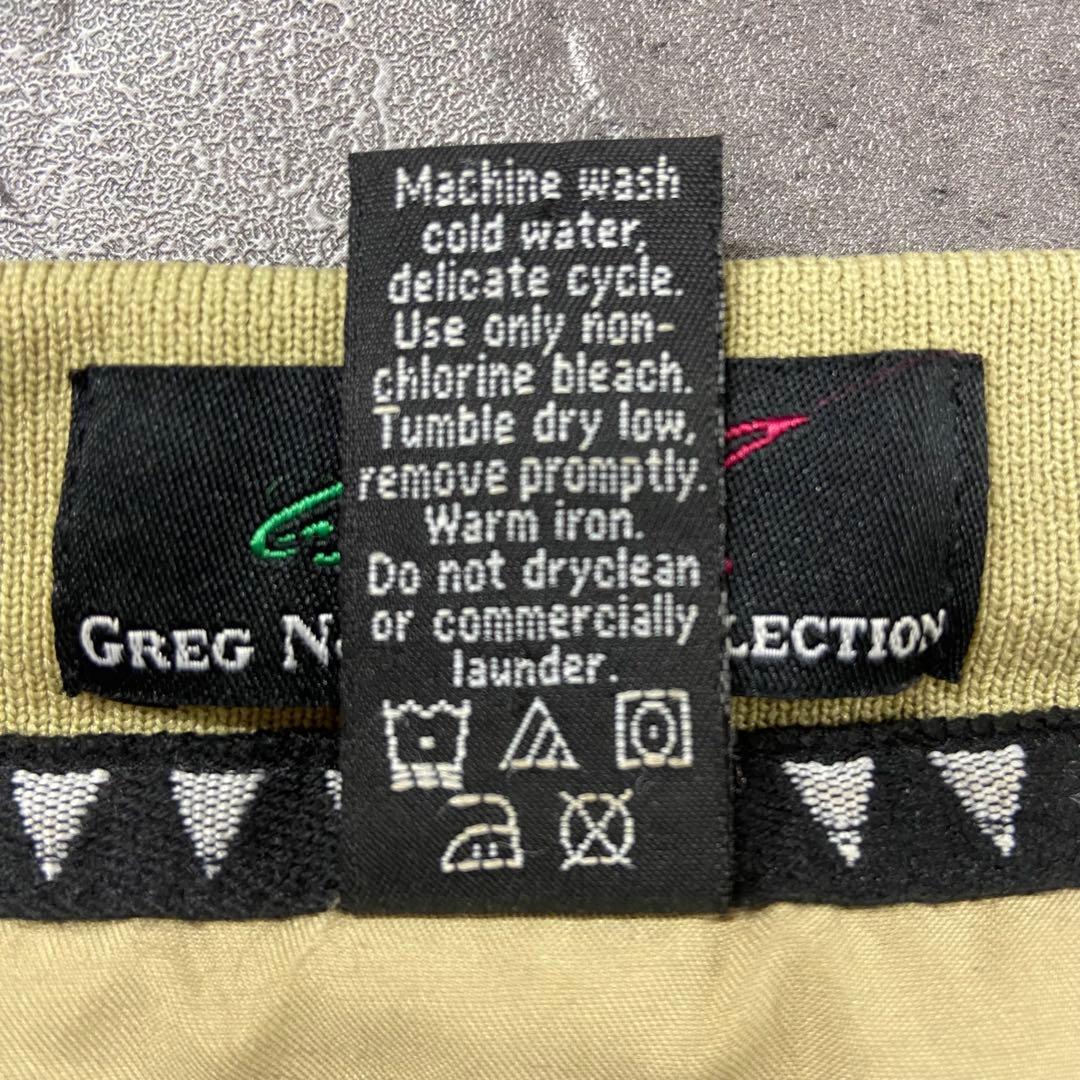 Machine wash
cold water,
delicate cycle.
Use only non-
chlorine bleach.
Tumble dry low,
remove promptly.
Warm iron.
Do not dryclean
or commercially
launder.
GREG